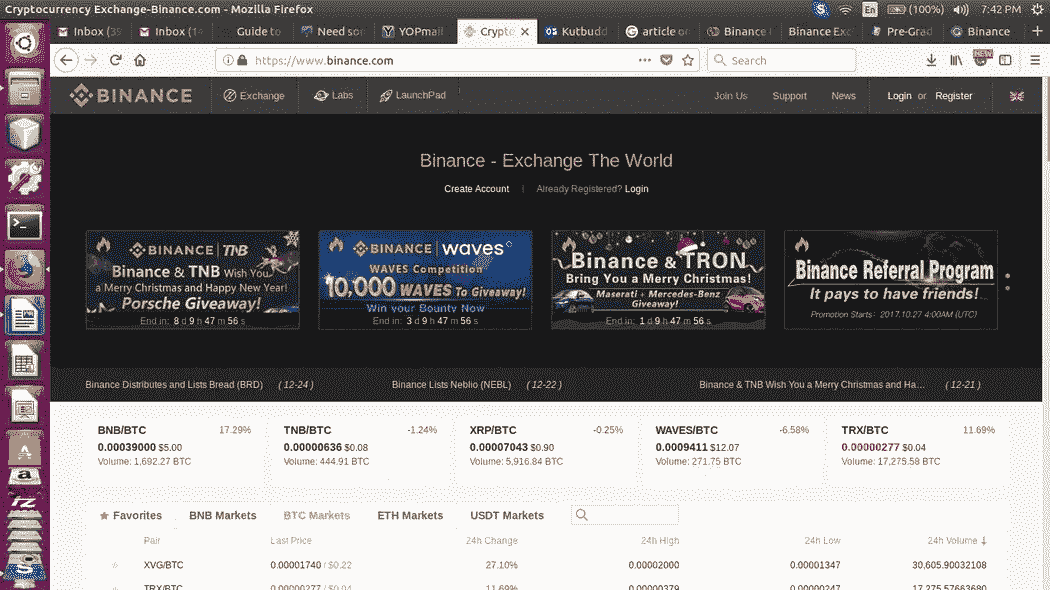 Cryptocurrency Exchange-Binance.com - Mozilla Firefox
En (100%) 7:42 PM
Inbox (39 Inbox (14 Guide to Need so YOPmail Crypto Kutbudd article o Binance Binance Exc Pre-Grad Binance
https://www.binance.com Search NEW
BINANCE Exchange Labs LaunchPad Join Us Support News Login or Register
Binance - Exchange The World
Create Account | Already Registered? Login
BINANCE | TNB
Binance & TNB Wish You
a Merry Christmas and Happy New Year!
Porsche Giveaway!
End in: 8 d 9 h 47 m 56 s
BINANCE | waves
WAVES Competition
10,000 WAVES To Giveaway!
Win your Bounty Now
End in: 3 d 9 h 47 m 56 s
Binance & TRON
Bring You a Merry Christmas!
Maserati + Mercedes-Benz
Giveaway!
End in: 1 d 9 h 47 m 56 s
Binance Referral Program
It pays to have friends!
Promotion Starts: 2017.10.27 4:00AM (UTC)
Binance Distributes and Lists Bread (BRD) (12-24) Binance Lists Neblio (NEBL) (12-22) Binance & TNB Wish You a Merry Christmas and Ha... (12-21)
BNB/BTC 17.29%
0.00039000 $5.00
Volume: 1,692.27 BTC
TNB/BTC -1.24%
0.00000636 $0.08
Volume: 444.91 BTC
XRP/BTC -0.25%
0.00007043 $0.90
Volume: 5,916.84 BTC
WAVES/BTC -6.58%
0.0009411 $12.07
Volume: 271.75 BTC
TRX/BTC 11.69%
0.00000277 $0.04
Volume: 17,275.58 BTC
Favorites BNB Markets BTC Markets ETH Markets USDT Markets
Pair Last Price 24h Change 24h High 24h Low 24h Volume
XVG/BTC 0.00001740 / $0.22 27.10% 0.00002000 0.00001347 30,605.90032108
TRX/BTC 0.00000277 / $0.04 11.69% 0.00000379 0.00000247 17,275.57663680